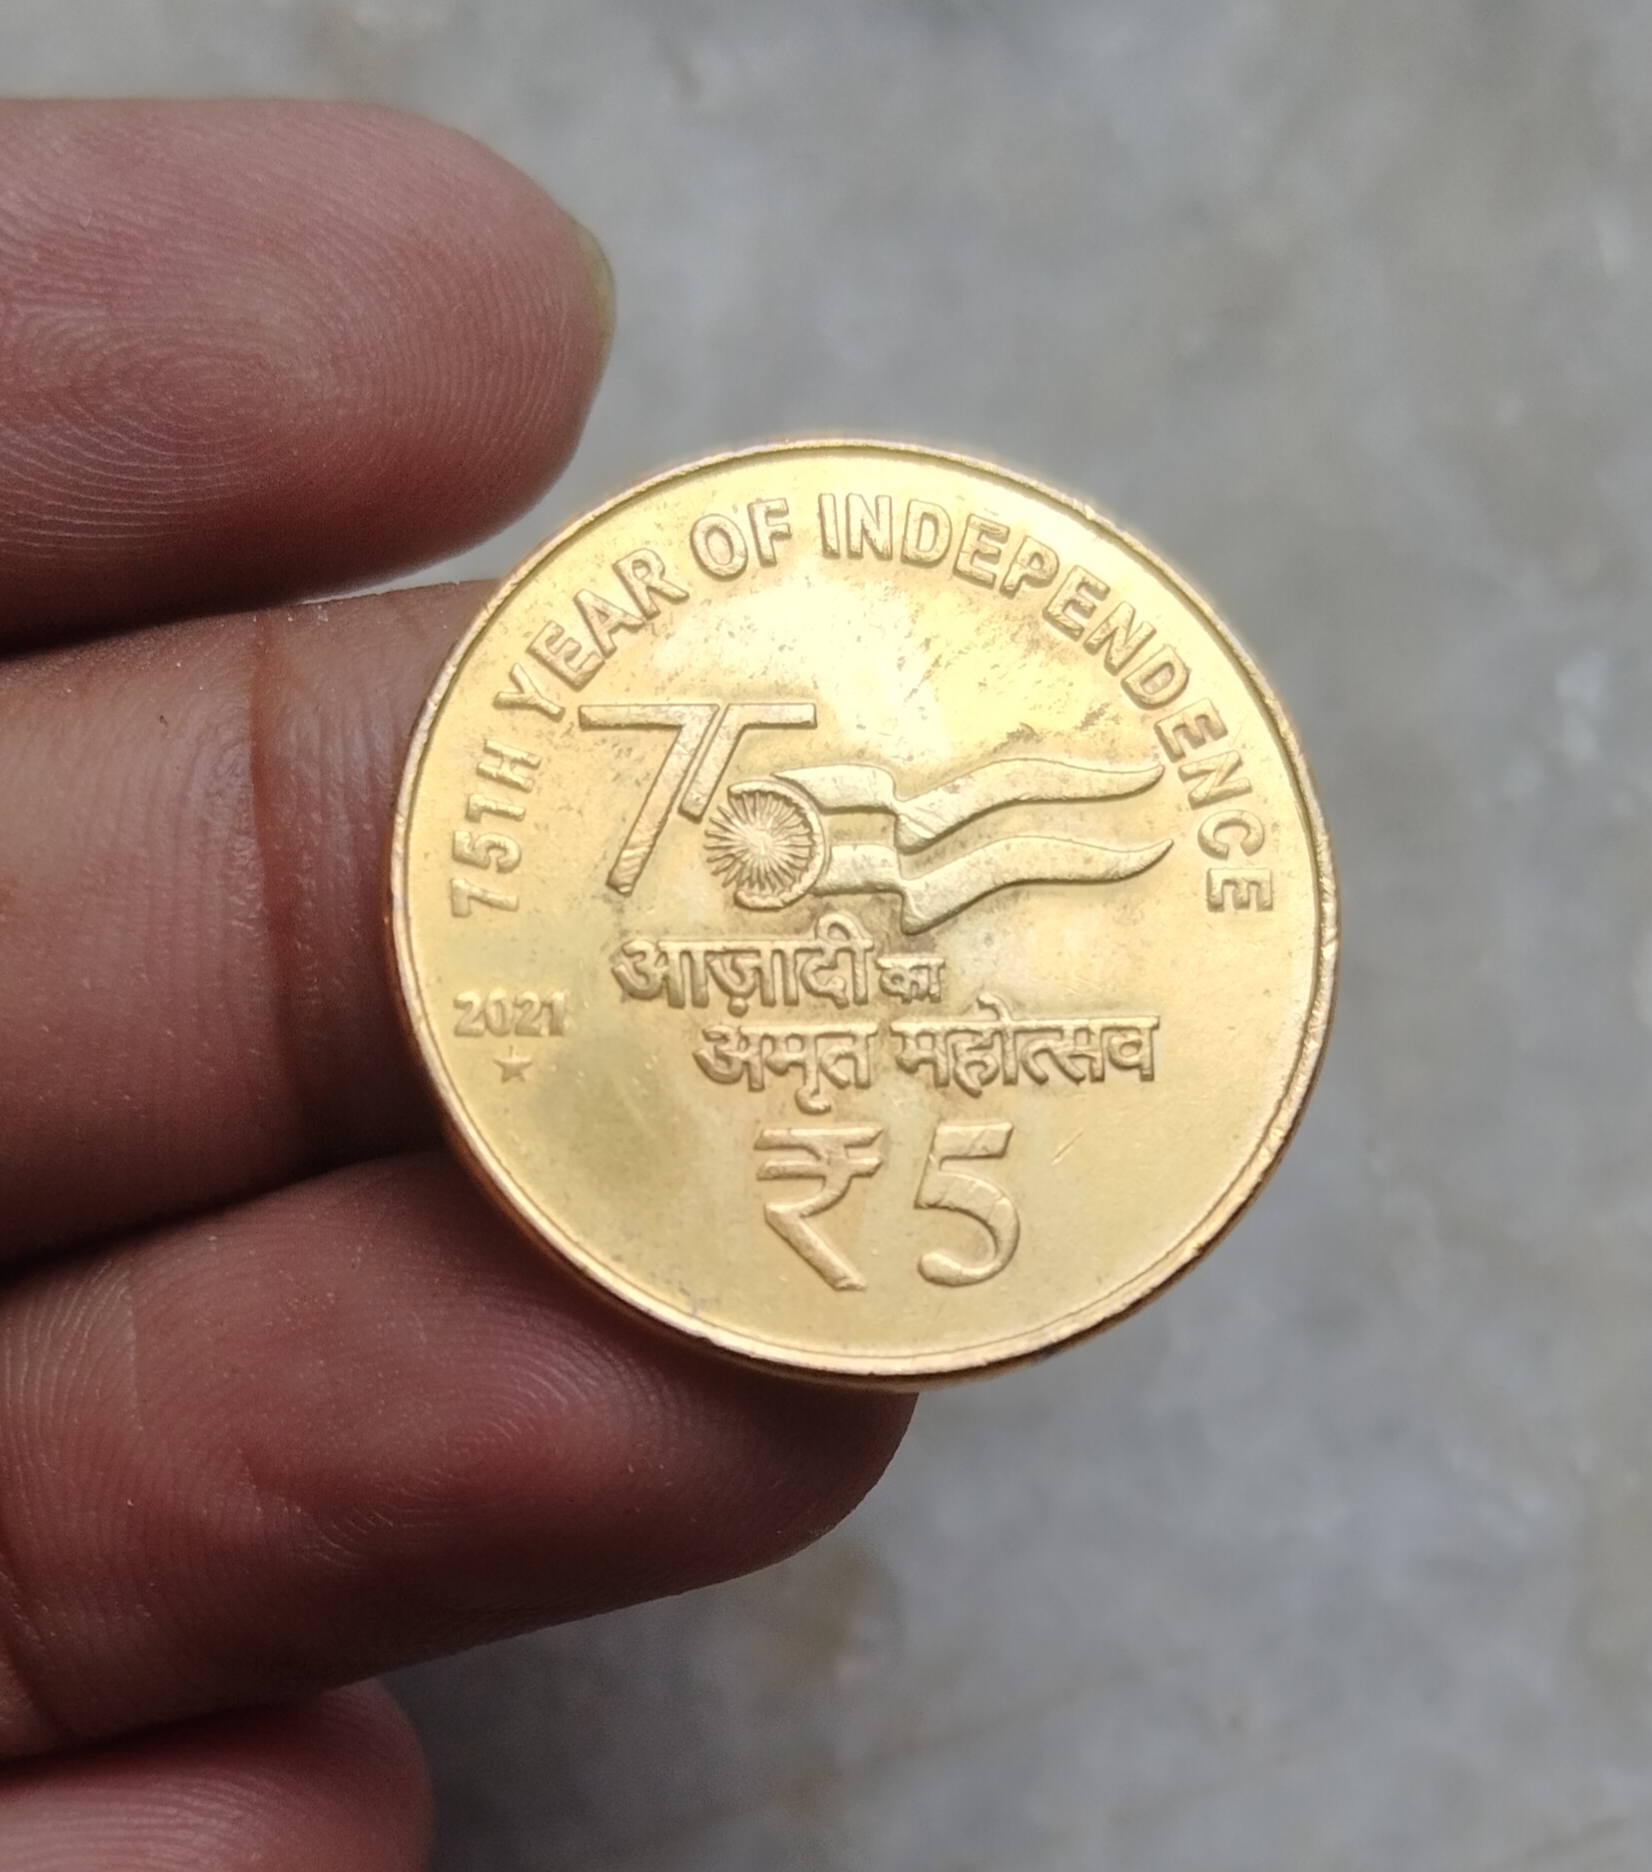 75TH YEAR OF INDEPENDENCE
75
आज़ादी का
अमृत महोत्सव
2021
₹5